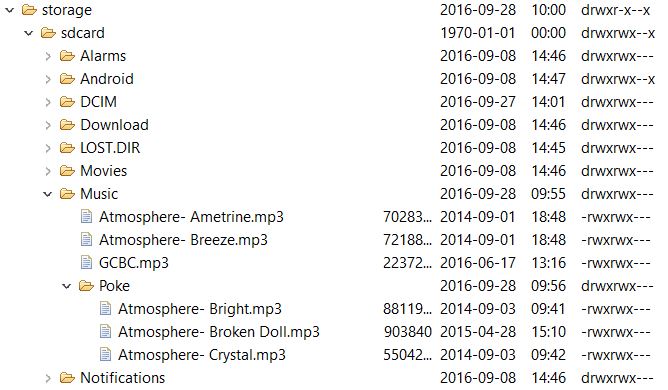 storage 2016-09-28 10:00 drwxr-x--x
sdcard 1970-01-01 00:00 drwxrwx--x
Alarms 2016-09-08 14:46 drwxrwx---
Android 2016-09-08 14:47 drwxrwx--x
DCIM 2016-09-27 14:01 drwxrwx---
Download 2016-09-08 14:46 drwxrwx---
LOST.DIR 2016-09-08 14:45 drwxrwx---
Movies 2016-09-08 14:46 drwxrwx---
Music 2016-09-28 09:55 drwxrwx---
Atmosphere- Ametrine.mp3 70283... 2014-09-01 18:48 -rwxrwx---
Atmosphere- Breeze.mp3 72188... 2014-09-01 18:48 -rwxrwx---
GCBC.mp3 22372... 2016-06-17 13:16 -rwxrwx---
Poke 2016-09-28 09:56 drwxrwx---
Atmosphere- Bright.mp3 88119... 2014-09-03 09:41 -rwxrwx---
Atmosphere- Broken Doll.mp3 903840 2015-04-28 15:10 -rwxrwx---
Atmosphere- Crystal.mp3 55042... 2014-09-03 09:42 -rwxrwx---
Notifications 2016-09-08 14:46 drwxrwx---